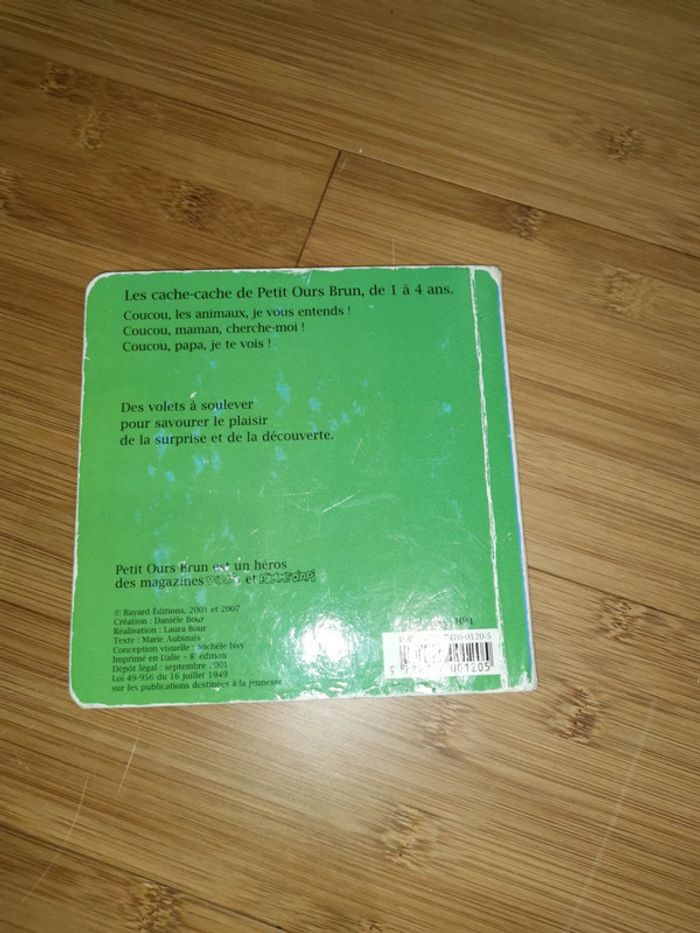 Les cache-cache de Petit Ours Brun, de 1 à 4 ans.
Coucou, les animaux, je vous entends !
Coucou, maman, cherche-moi !
Coucou, papa, je te vois !
Des volets à soulever
pour savourer le plaisir
de la surprise et de la découverte.
Petit Ours Brun est un héros
des magazines et POMME D'API
© Bayard Éditions, 2001 et 2007
Création : Danièle Bour
Réalisation : Laura Bour
Texte : Marie Aubinais
Conception visuelle : Michèle Isvy
Imprimé en Italie - 8e édition
Dépôt légal : septembre 2001
Loi 49-956 du 16 juillet 1949
sur les publications destinées à la jeunesse